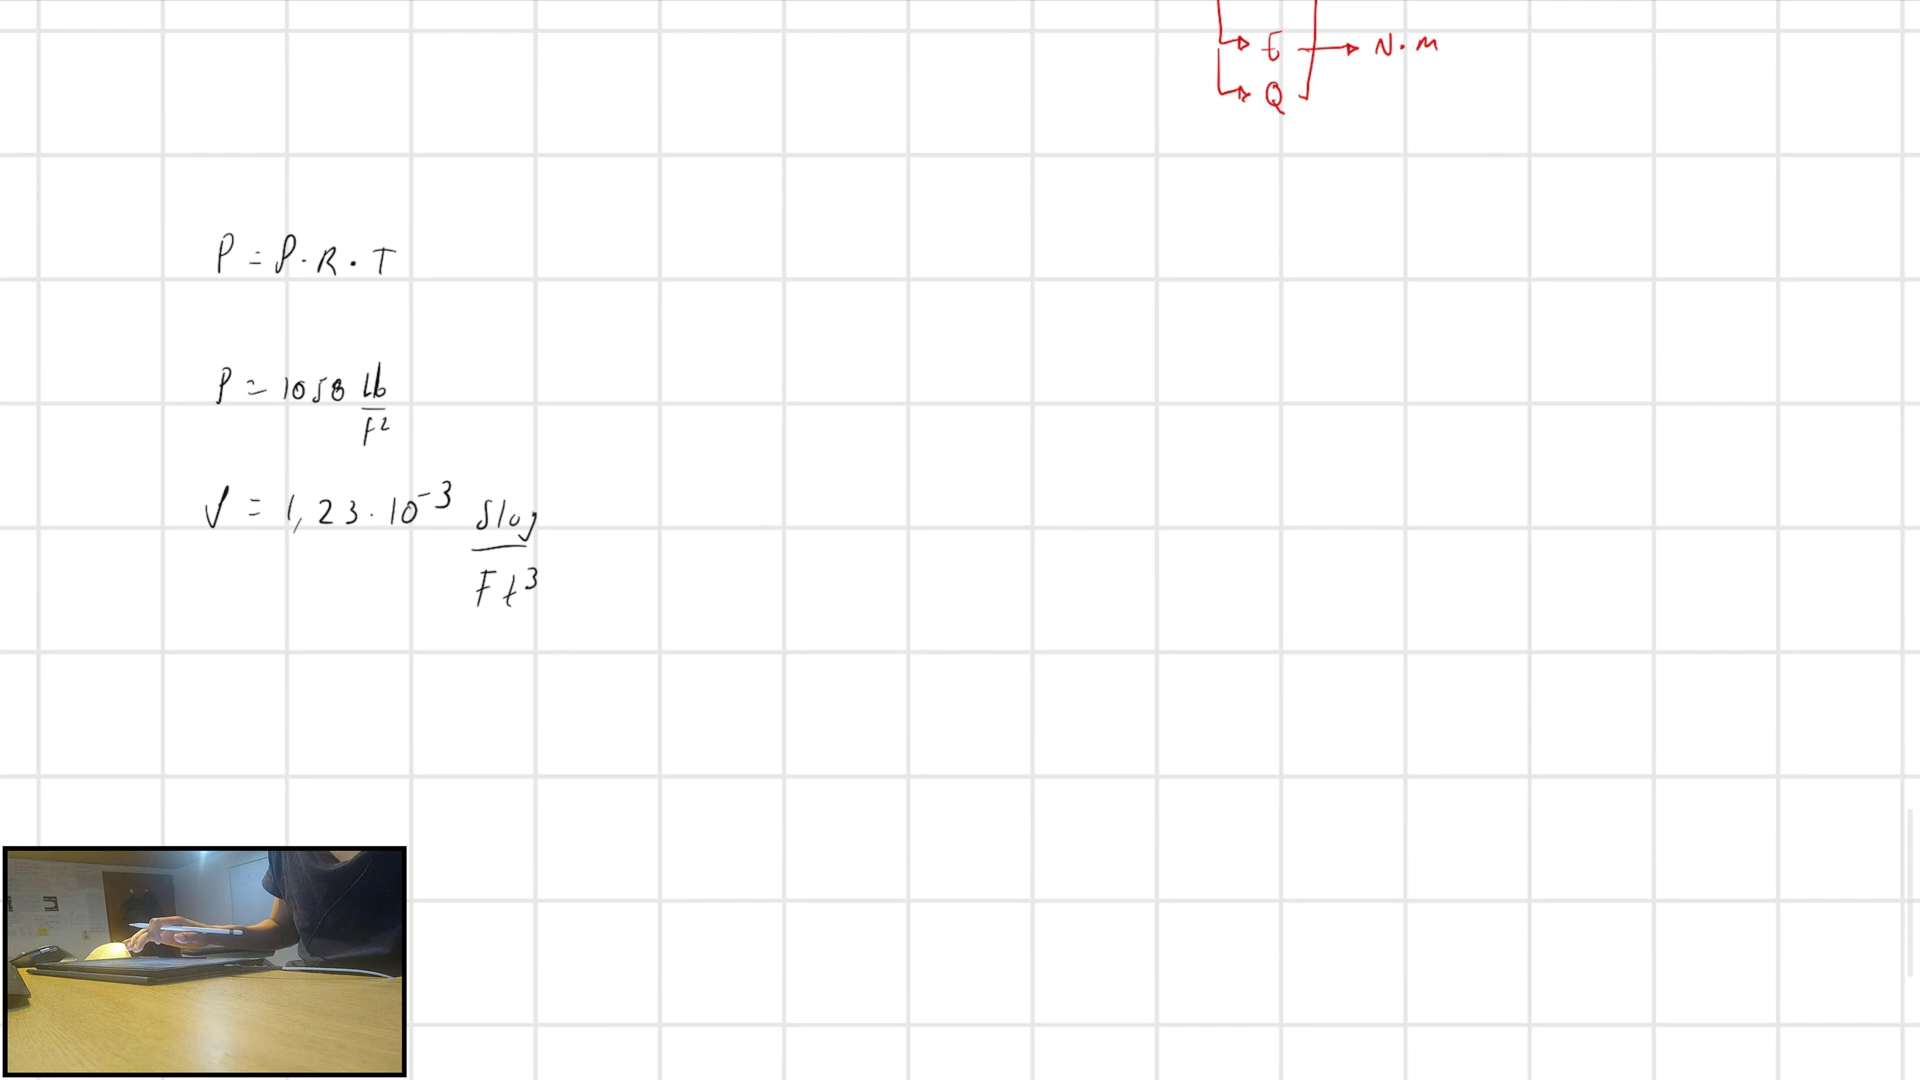 E → N · m
Q
P = ρ · R · T
P = 1058 Lb/F²
√ = 1,23 · 10⁻³ Slug/Ft³